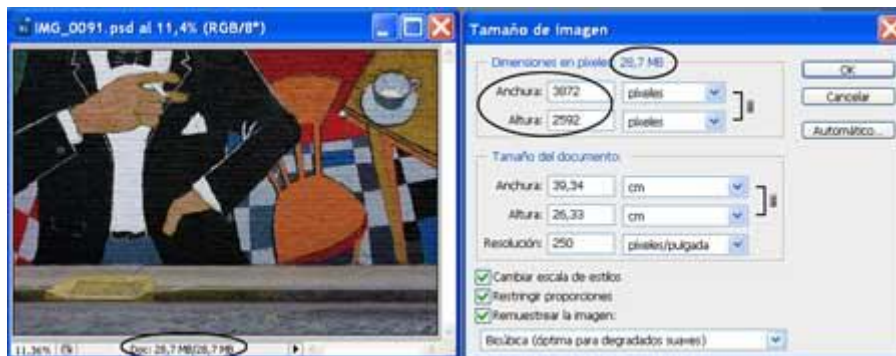 IMG_0091.psd al 11,4% (RGB/8*)
11.36%
Doc: 28,7 MB/28,7 MB
Tamaño de Imagen
Dimensiones en píxeles: 28,7 MB
Anchura: 3872 píxeles
Altura: 2592 píxeles
OK
Cancelar
Automático...
Tamaño del documento:
Anchura: 39,34 cm
Altura: 26,33 cm
Resolución: 250 píxeles/pulgada
Cambiar escala de estilos
Restringir proporciones
Remuestrear la imagen:
Bicúbica (óptima para degradados suaves)